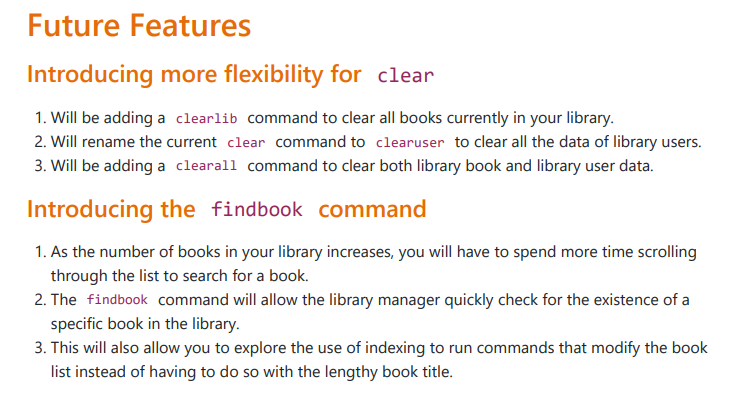 Future Features
Introducing more flexibility for clear
1. Will be adding a clearlib command to clear all books currently in your library.
2. Will rename the current clear command to clearuser to clear all the data of library users.
3. Will be adding a clearall command to clear both library book and library user data.
Introducing the findbook command
1. As the number of books in your library increases, you will have to spend more time scrolling
through the list to search for a book.
2. The findbook command will allow the library manager quickly check for the existence of a
specific book in the library.
3. This will also allow you to explore the use of indexing to run commands that modify the book
list instead of having to do so with the lengthy book title.